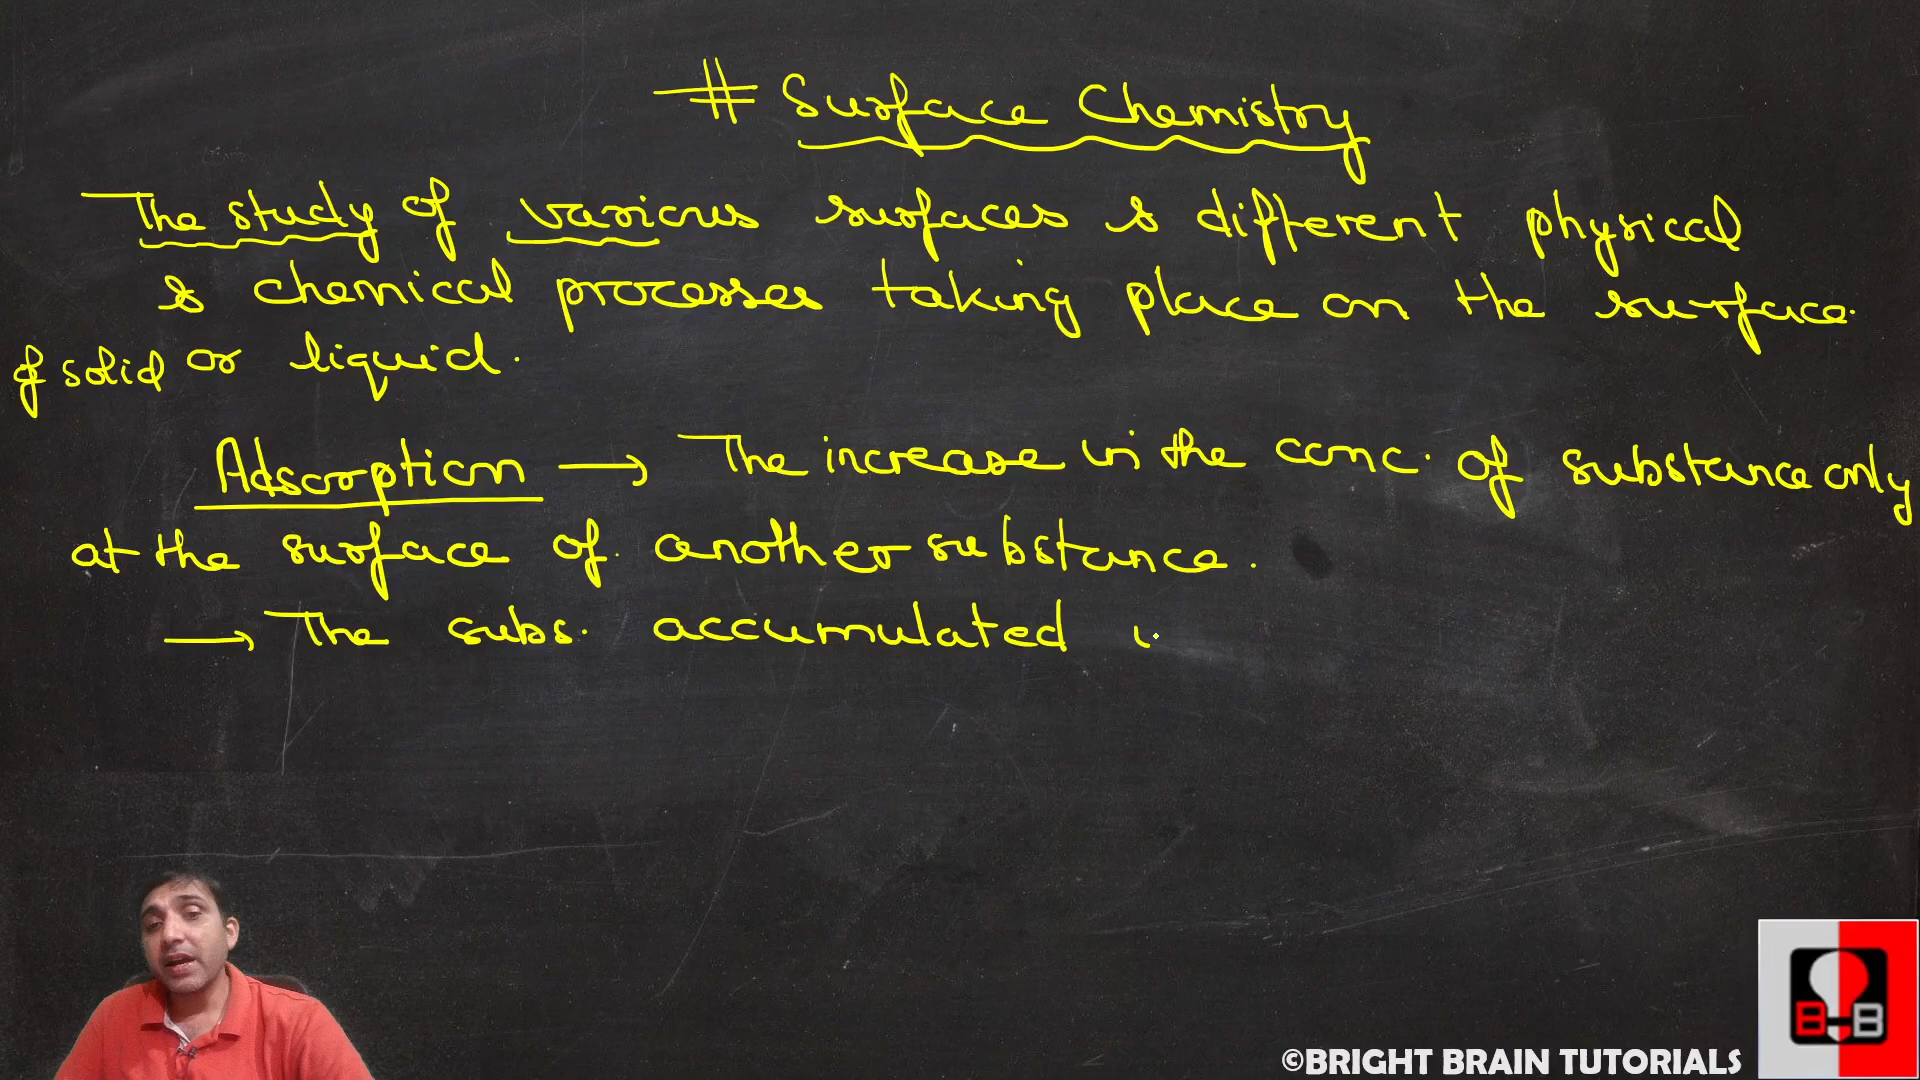 # Surface Chemistry
The study of various surfaces & different physical
& chemical processes taking place on the surface.
of solid or liquid.
Adsorption → The increase in the conc. of substance only
at the surface of another substance.
→ The subs. accumulated
B B
©BRIGHT BRAIN TUTORIALS